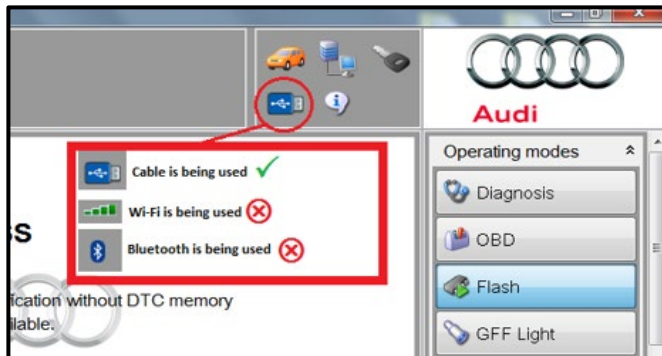 Audi
Cable is being used
Wi-Fi is being used
Bluetooth is being used
ss
fication without DTC memory
ilable.
Operating modes
Diagnosis
OBD
Flash
GFF Light